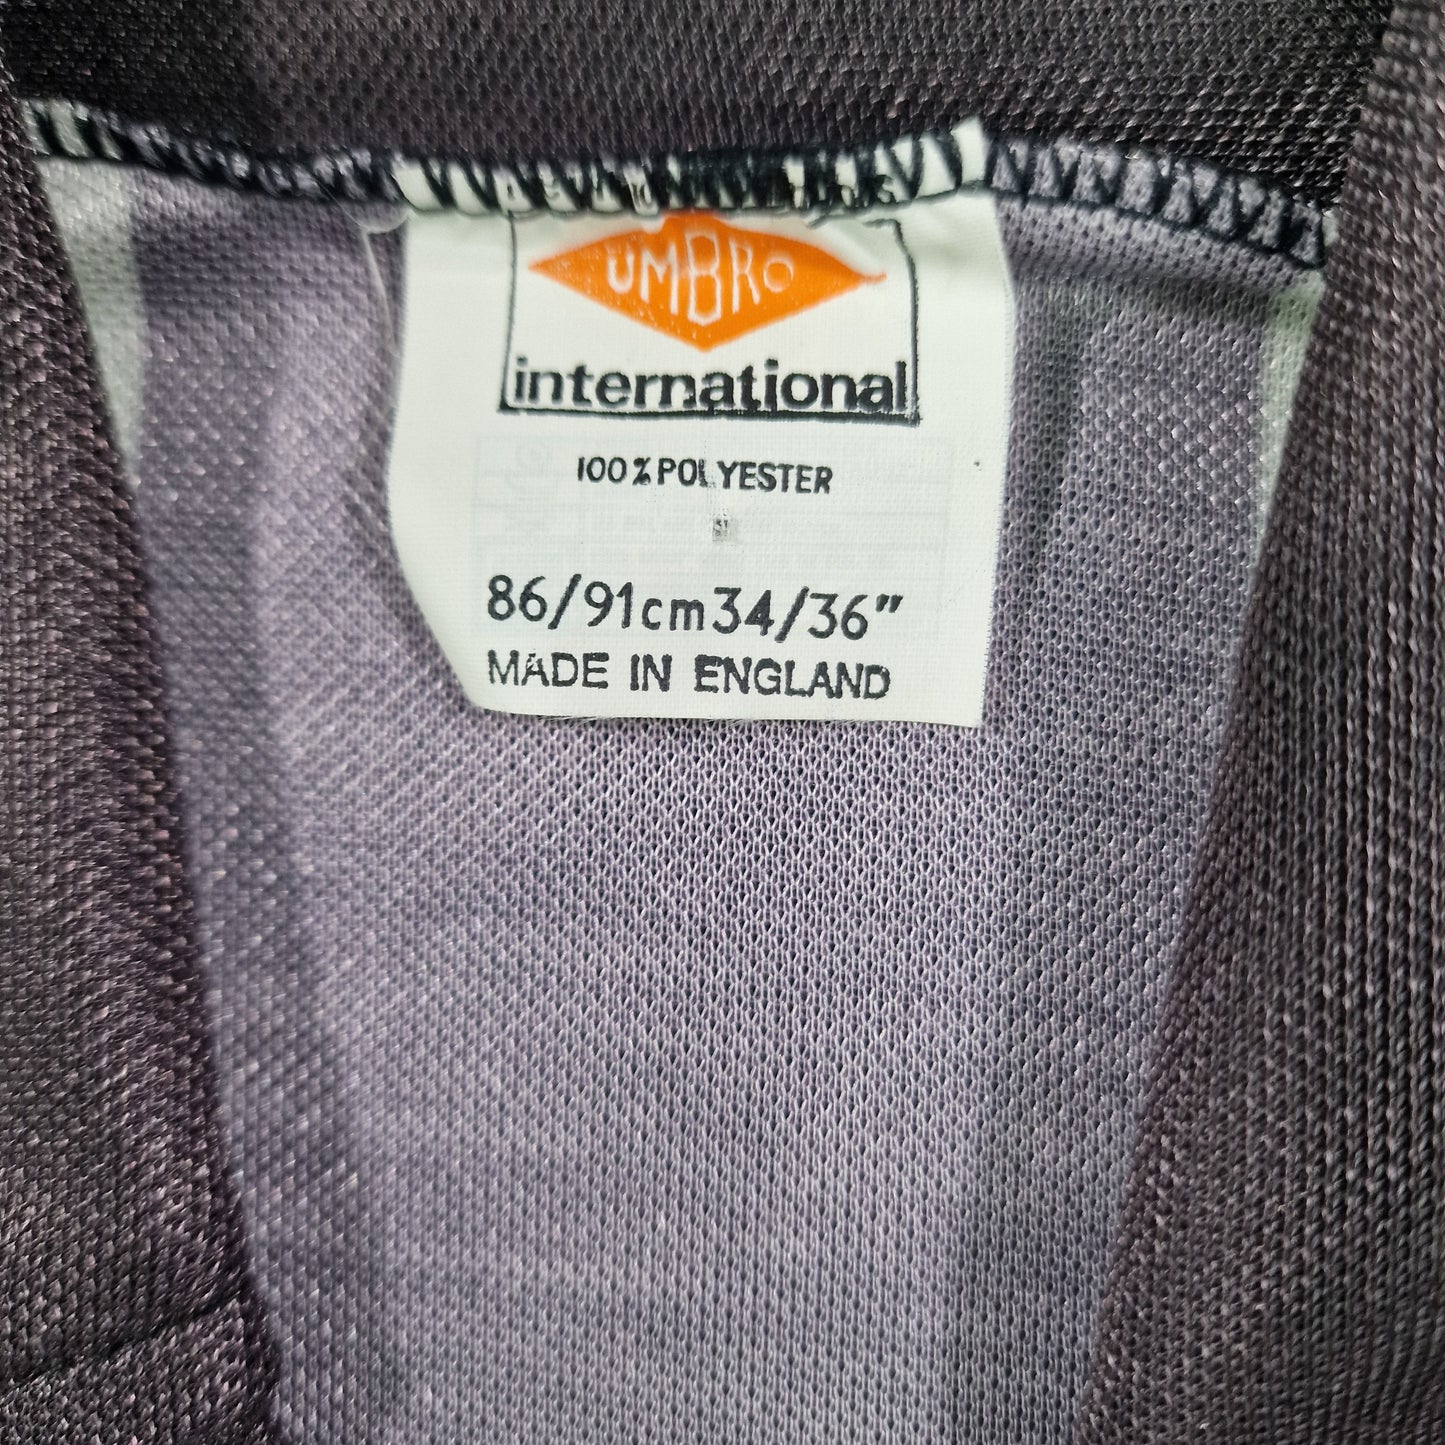 UMBRO
international
100% POLYESTER
86/91cm 34/36"
MADE IN ENGLAND